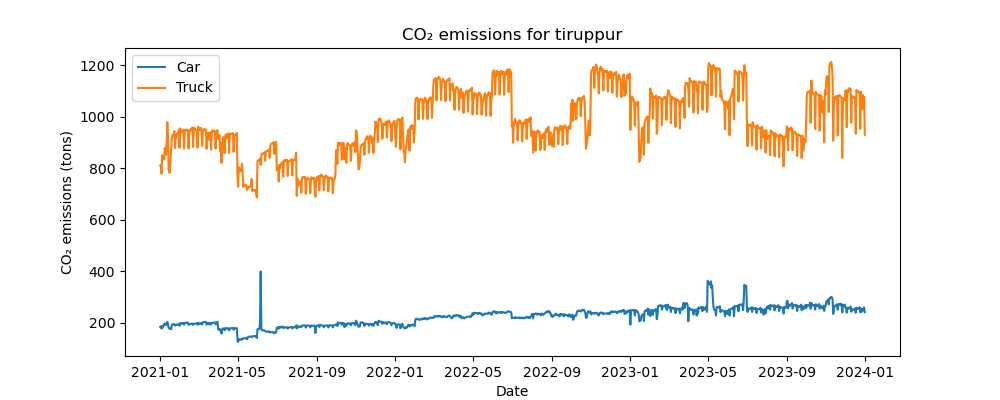 CO₂ emissions for tiruppur
Car
Truck
CO₂ emissions (tons)
1200
1000
800
600
400
200
2021-01 2021-05 2021-09 2022-01 2022-05 2022-09 2023-01 2023-05 2023-09 2024-01
Date